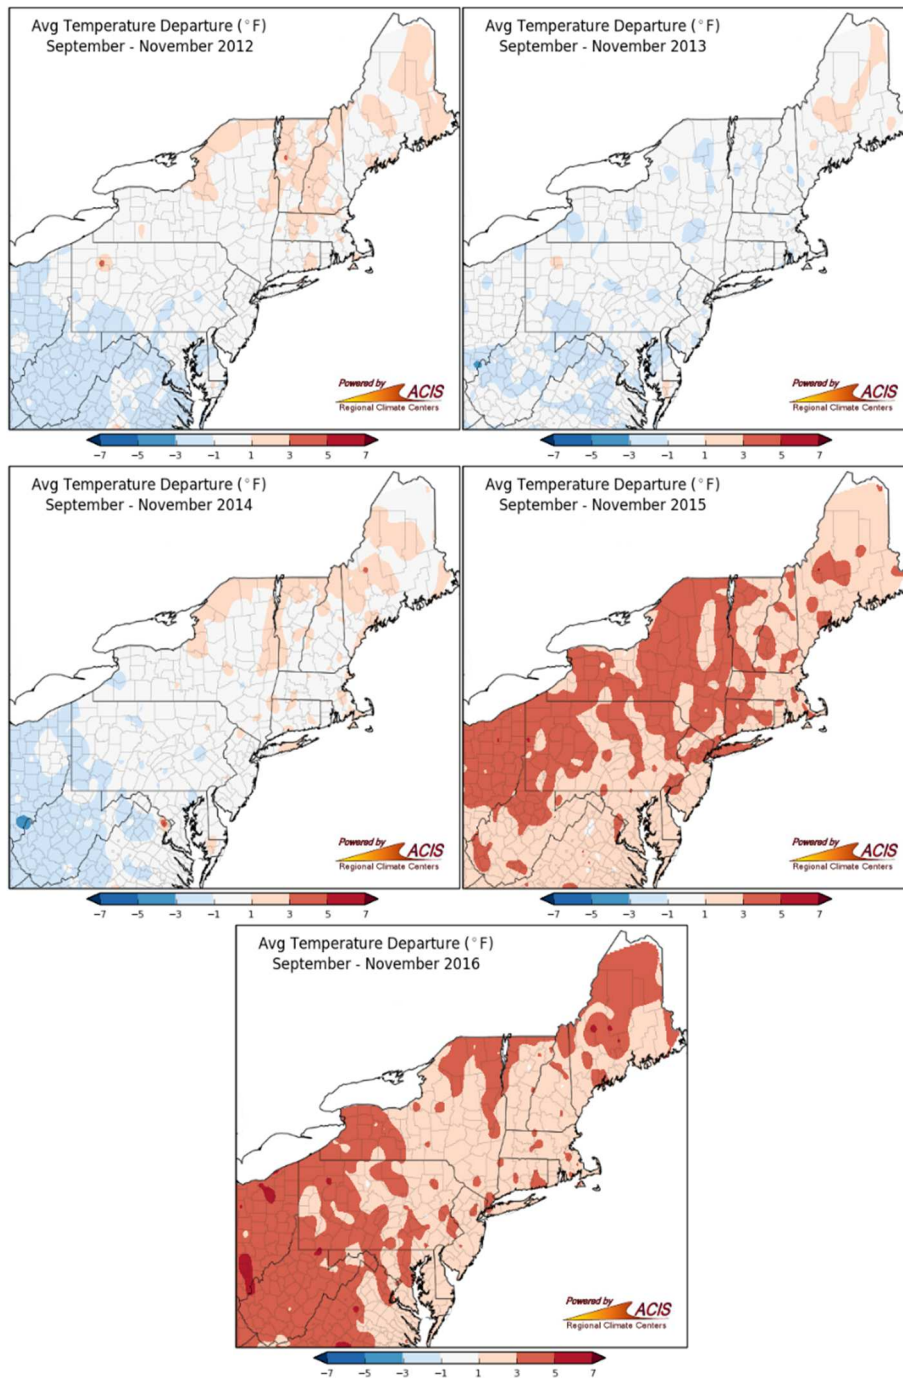 Avg Temperature Departure (°F)
September - November 2012
Powered by
ACIS
Regional Climate Centers
−7 −5 −3 −1 1 3 5 7
Avg Temperature Departure (°F)
September - November 2013
Powered by
ACIS
Regional Climate Centers
−7 −5 −3 −1 1 3 5 7
Avg Temperature Departure (°F)
September - November 2014
Powered by
ACIS
Regional Climate Centers
−7 −5 −3 −1 1 3 5 7
Avg Temperature Departure (°F)
September - November 2015
Powered by
ACIS
Regional Climate Centers
−7 −5 −3 −1 1 3 5 7
Avg Temperature Departure (°F)
September - November 2016
Powered by
ACIS
Regional Climate Centers
−7 −5 −3 −1 1 3 5 7